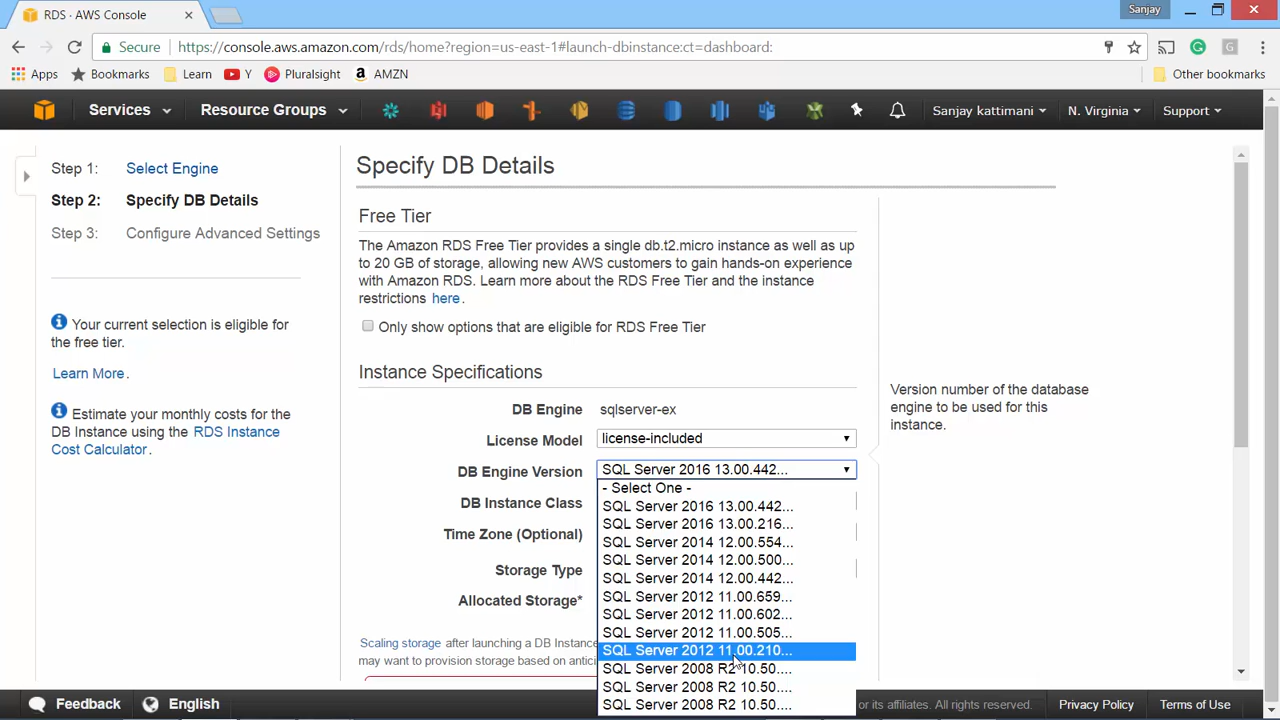 RDS · AWS Console
Sanjay
Secure
https://console.aws.amazon.com/rds/home?region=us-east-1#launch-dbinstance:ct=dashboard:
Apps
Bookmarks
Learn
Y
Pluralsight
AMZN
Other bookmarks
Services
Resource Groups
Sanjay kattimani
N. Virginia
Support
Step 1: Select Engine
Step 2: Specify DB Details
Step 3: Configure Advanced Settings
Your current selection is eligible for
the free tier.
Learn More.
Estimate your monthly costs for the
DB Instance using the RDS Instance
Cost Calculator.
Specify DB Details
Free Tier
The Amazon RDS Free Tier provides a single db.t2.micro instance as well as up
to 20 GB of storage, allowing new AWS customers to gain hands-on experience
with Amazon RDS. Learn more about the RDS Free Tier and the instance
restrictions here.
Only show options that are eligible for RDS Free Tier
Instance Specifications
DB Engine sqlserver-ex
License Model license-included
DB Engine Version SQL Server 2016 13.00.442...
- Select One -
SQL Server 2016 13.00.442...
SQL Server 2016 13.00.216...
SQL Server 2014 12.00.554...
SQL Server 2014 12.00.500...
SQL Server 2014 12.00.442...
SQL Server 2012 11.00.659...
SQL Server 2012 11.00.602...
SQL Server 2012 11.00.505...
SQL Server 2012 11.00.210...
SQL Server 2008 R2 10.50....
SQL Server 2008 R2 10.50....
SQL Server 2008 R2 10.50....
DB Instance Class
Time Zone (Optional)
Storage Type
Allocated Storage*
Scaling storage after launching a DB Instance
may want to provision storage based on antici
Version number of the database
engine to be used for this
instance.
Feedback
English
or its affiliates. All rights reserved.
Privacy Policy
Terms of Use